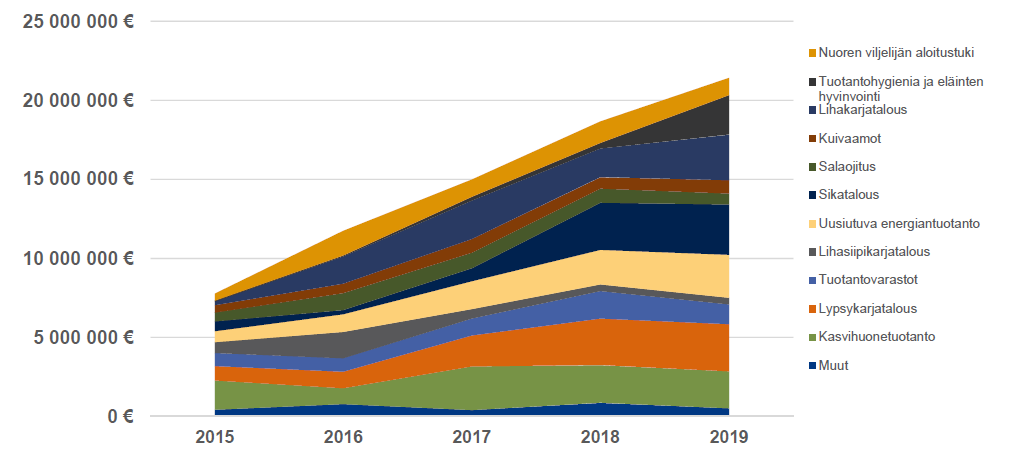 25 000 000 €
20 000 000 €
15 000 000 €
10 000 000 €
5 000 000 €
0 €
2015 2016 2017 2018 2019
Nuoren viljelijän aloitustuki
Tuotantohygienia ja eläinten
hyvinvointi
Lihakarjatalous
Kuivaamot
Salaojitus
Sikatalous
Uusiutuva energiantuotanto
Lihasiipikarjatalous
Tuotantovarastot
Lypsykarjatalous
Kasvihuonetuotanto
Muut